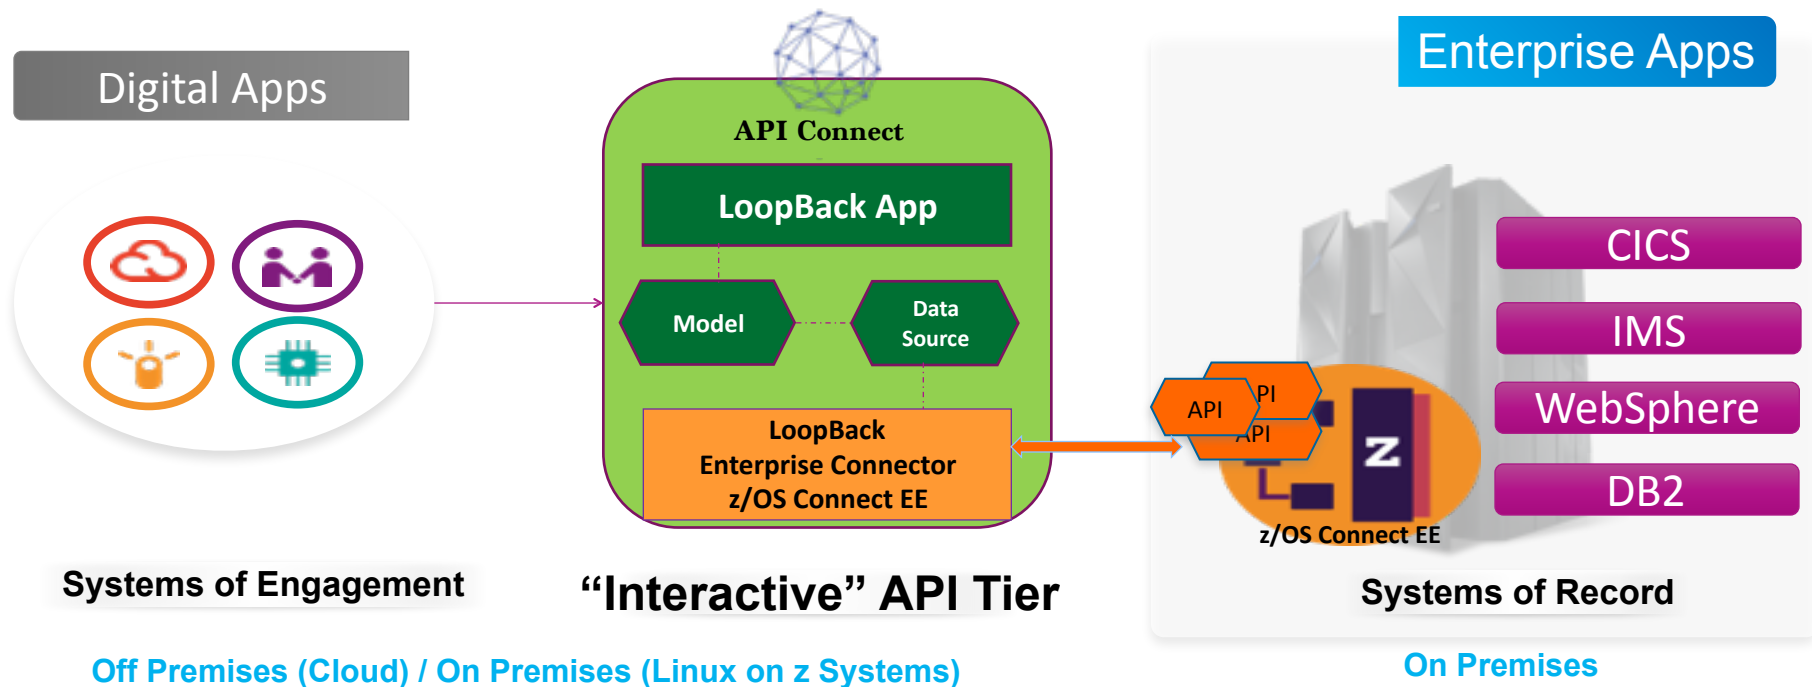 Digital Apps
Enterprise Apps
API Connect
LoopBack App
Model
Data
Source
LoopBack
Enterprise Connector
z/OS Connect EE
API
PI
API
z
z/OS Connect EE
CICS
IMS
WebSphere
DB2
Systems of Engagement
“Interactive” API Tier
Systems of Record
Off Premises (Cloud) / On Premises (Linux on z Systems)
On Premises